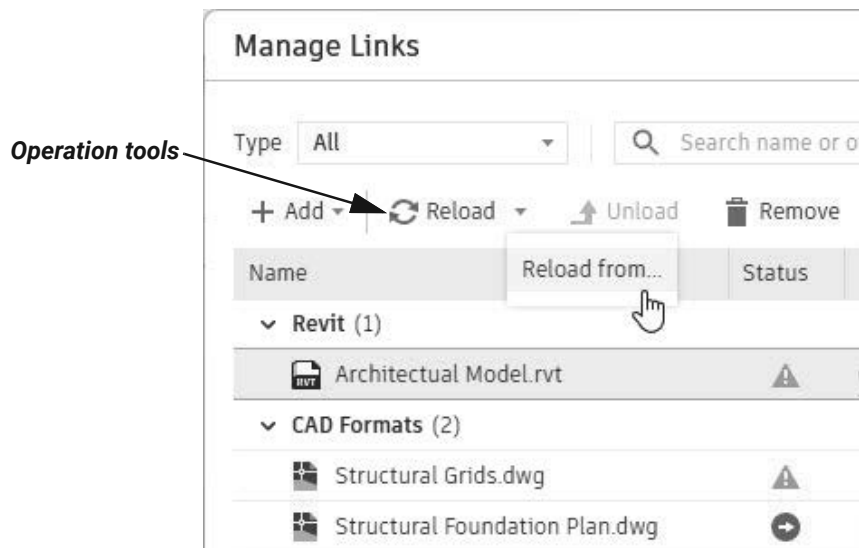 Manage Links
Type All Search name or o
Operation tools
+ Add Reload Unload Remove
Name Reload from... Status
Revit (1)
RVT Architectual Model.rvt
CAD Formats (2)
Structural Grids.dwg
Structural Foundation Plan.dwg